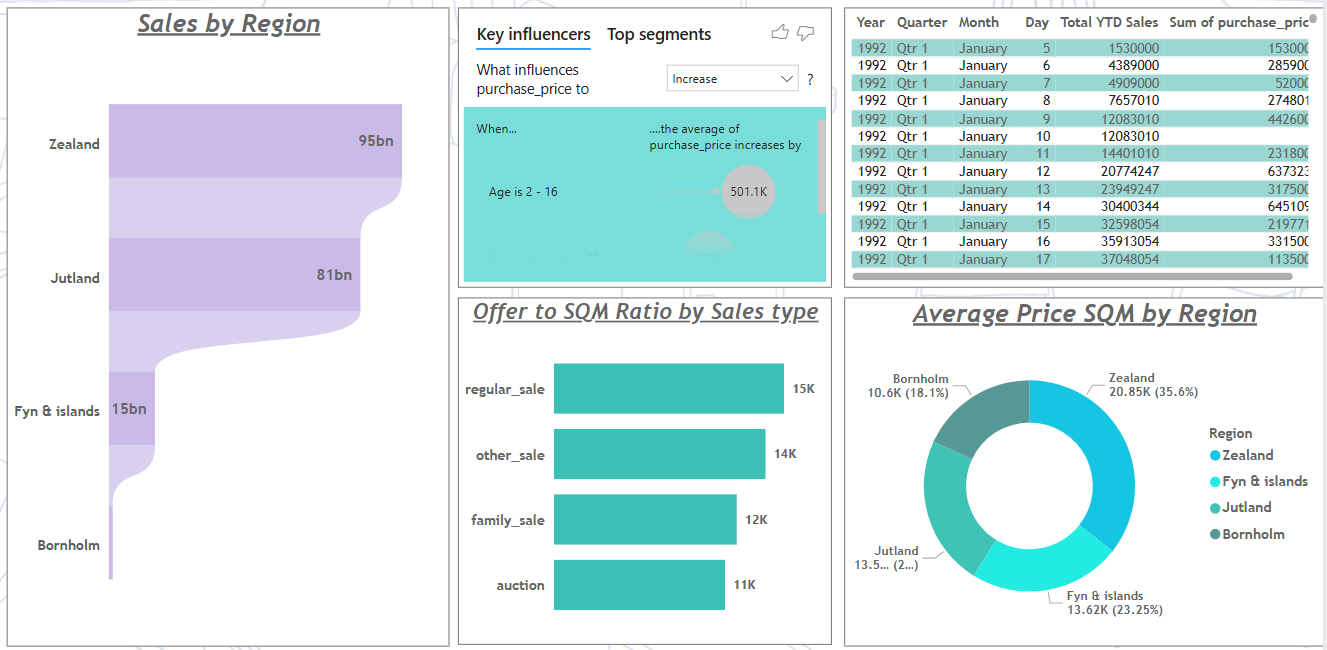 Sales by Region
Zealand
95bn
Jutland
81bn
Fyn & islands
15bn
Bornholm
Key influencers Top segments
What influences
purchase_price to
Increase
?
When...
....the average of
purchase_price increases by
Age is 2 - 16
501.1K
Year Quarter Month Day Total YTD Sales Sum of purchase_pric
1992 Qtr 1 January 5 1530000 153000
1992 Qtr 1 January 6 4389000 285900
1992 Qtr 1 January 7 4909000 52000
1992 Qtr 1 January 8 7657010 274801
1992 Qtr 1 January 9 12083010 442600
1992 Qtr 1 January 10 12083010
1992 Qtr 1 January 11 14401010 231800
1992 Qtr 1 January 12 20774247 637323
1992 Qtr 1 January 13 23949247 317500
1992 Qtr 1 January 14 30400344 645109
1992 Qtr 1 January 15 32598054 219771
1992 Qtr 1 January 16 35913054 331500
1992 Qtr 1 January 17 37048054 113500
Offer to SQM Ratio by Sales type
regular_sale 15K
other_sale 14K
family_sale 12K
auction 11K
Average Price SQM by Region
Bornholm
10.6K (18.1%)
Zealand
20.85K (35.6%)
Jutland
13.5... (2...)
Fyn & islands
13.62K (23.25%)
Region
Zealand
Fyn & islands
Jutland
Bornholm